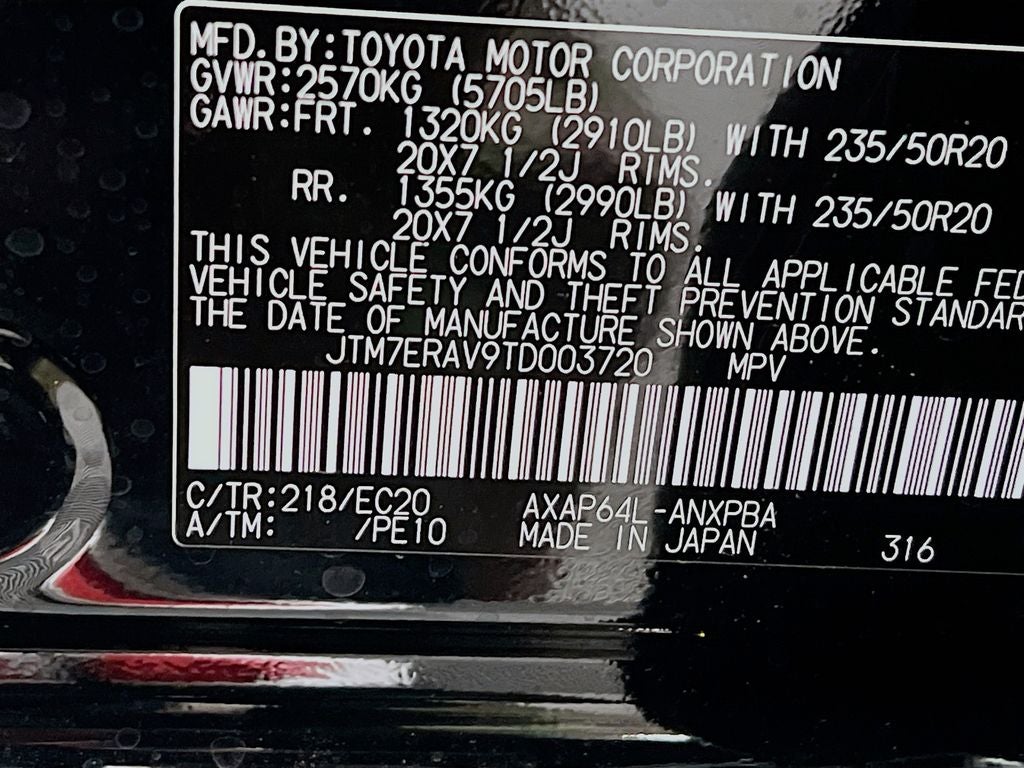 MFD.BY:TOYOTA MOTOR CORPORATION
GVWR:2570KG (5705LB)
GAWR:FRT. 1320KG (2910LB) WITH 235/50R20
20X7 1/2J RIMS.
RR. 1355KG (2990LB) WITH 235/50R20
20X7 1/2J RIMS.
THIS VEHICLE CONFORMS TO ALL APPLICABLE FED
VEHICLE SAFETY AND THEFT PREVENTION STANDAR
THE DATE OF MANUFACTURE SHOWN ABOVE.
JTM7ERAV9TD003720 MPV
C/TR:218/EC20 AXAP64L-ANXPBA
A/TM: /PE10 MADE IN JAPAN 316